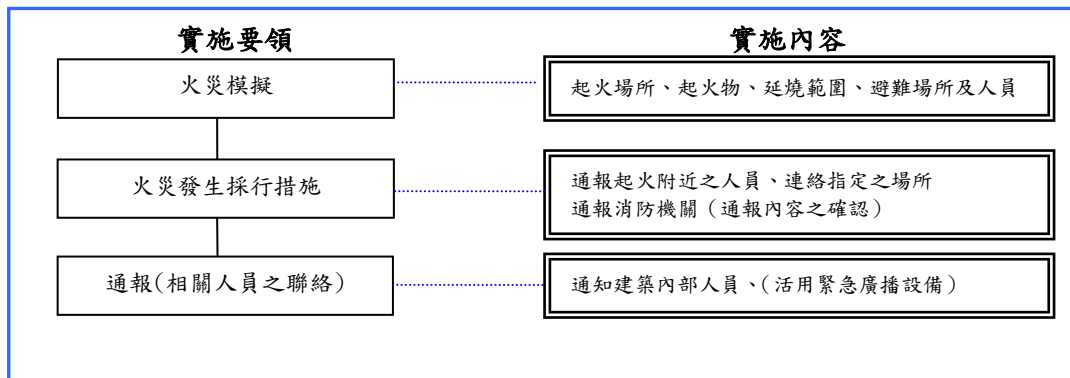 實施要領
實施內容
火災模擬
起火場所、起火物、延燒範圍、避難場所及人員
火災發生採行措施
通報起火附近之人員、連絡指定之場所
通報消防機關（通報內容之確認）
通報(相關人員之聯絡)
通知建築內部人員、(活用緊急廣播設備)